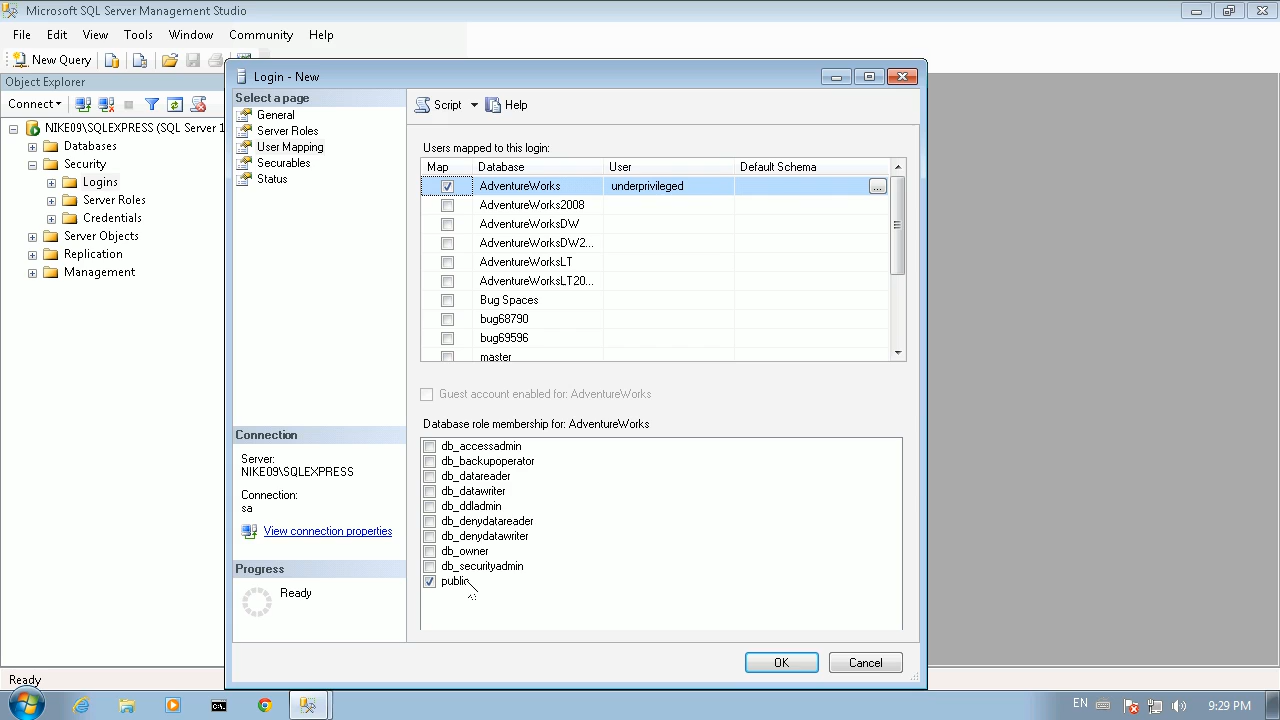 Microsoft SQL Server Management Studio
File Edit View Tools Window Community Help
New Query
Object Explorer
Connect
NIKE09\SQLEXPRESS (SQL Server 1
Databases
Security
Logins
Server Roles
Credentials
Server Objects
Replication
Management
Login - New
Select a page
General
Server Roles
User Mapping
Securables
Status
Script Help
Users mapped to this login:
Map Database User Default Schema
AdventureWorks underprivileged ...
AdventureWorks2008
AdventureWorksDW
AdventureWorksDW2...
AdventureWorksLT
AdventureWorksLT20...
Bug Spaces
bug68790
bug69596
master
Guest account enabled for: AdventureWorks
Database role membership for: AdventureWorks
db_accessadmin
db_backupoperator
db_datareader
db_datawriter
db_ddladmin
db_denydatareader
db_denydatawriter
db_owner
db_securityadmin
public
Connection
Server:
NIKE09\SQLEXPRESS
Connection:
sa
View connection properties
Progress
Ready
OK Cancel
Ready
EN 9:29 PM